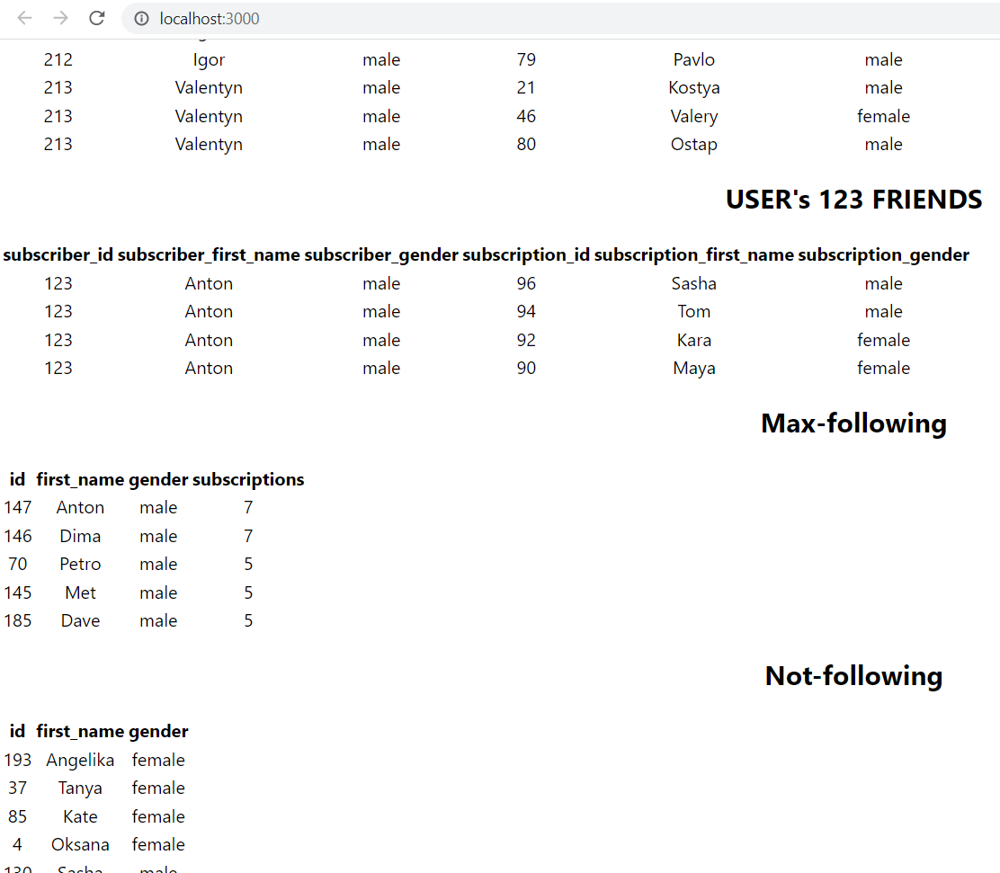 localhost:3000
212 Igor male 79 Pavlo male
213 Valentyn male 21 Kostya male
213 Valentyn male 46 Valery female
213 Valentyn male 80 Ostap male
USER's 123 FRIENDS
subscriber_id subscriber_first_name subscriber_gender subscription_id subscription_first_name subscription_gender
123 Anton male 96 Sasha male
123 Anton male 94 Tom male
123 Anton male 92 Kara female
123 Anton male 90 Maya female
Max-following
id first_name gender subscriptions
147 Anton male 7
146 Dima male 7
70 Petro male 5
145 Met male 5
185 Dave male 5
Not-following
id first_name gender
193 Angelika female
37 Tanya female
85 Kate female
4 Oksana female
130 Sasha male